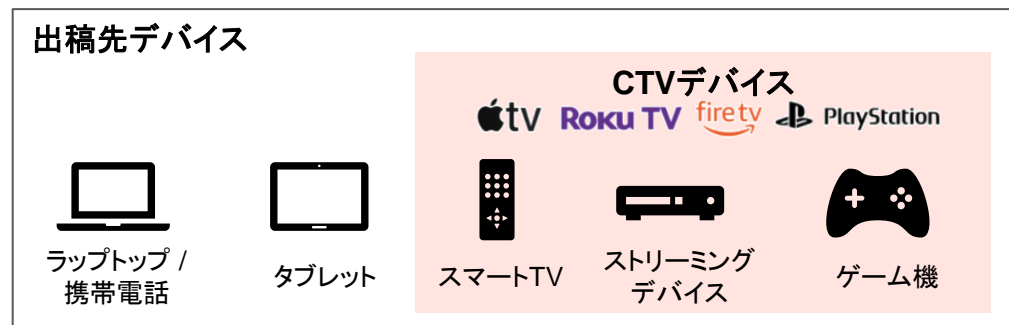 出稿先デバイス
CTVデバイス
tv ROKU TV firetv PlayStation
ラップトップ /
携帯電話
タブレット
スマートTV
ストリーミング
デバイス
ゲーム機